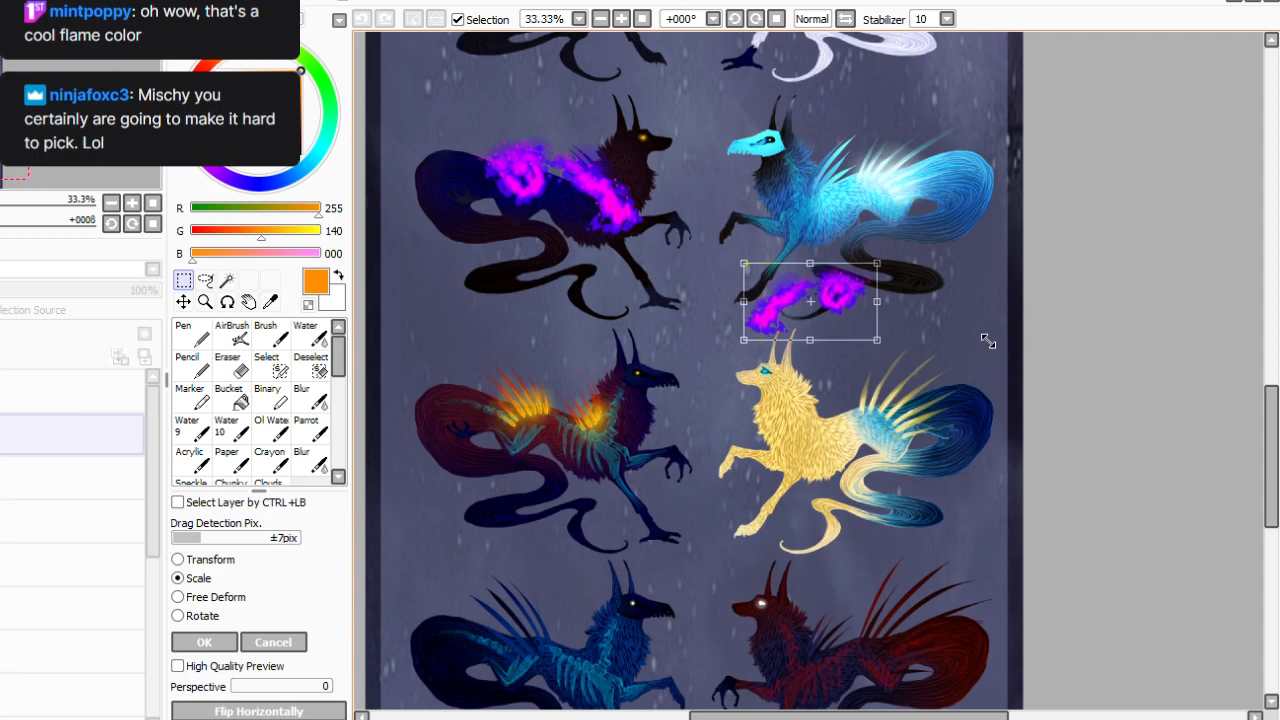 mintpoppy: oh wow, that's a
cool flame color
ninjafoxc3: Mischy you
certainly are going to make it hard
to pick. Lol
Selection 33.33% +000° Normal Stabilizer 10
33.3%
R 255
G 140
B 000
100%
Pen AirBrush Brush Water
Pencil Eraser Select Deselect
Marker Bucket Binary Blur
Water 9 Water 10 Ol Water Parrot
Acrylic Paper Crayon Blur
Speckle Chunky Clouds
Select Layer by CTRL+LB
Drag Detection Pix.
±7pix
Transform
Scale
Free Deform
Rotate
OK Cancel
High Quality Preview
Perspective 0
Flip Horizontally